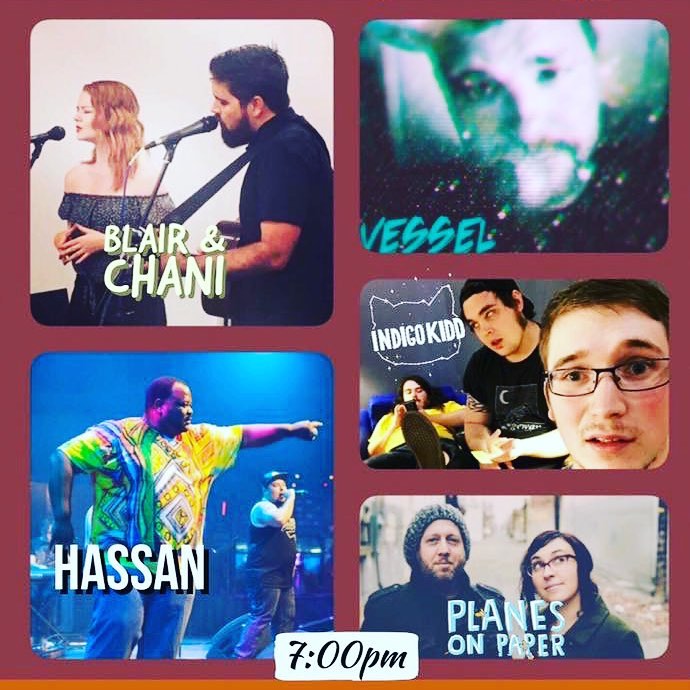 BLAIR &
CHANI
VESSEL
INDIGO KIDD
HASSAN
PLANES
ON PAPER
7:00pm